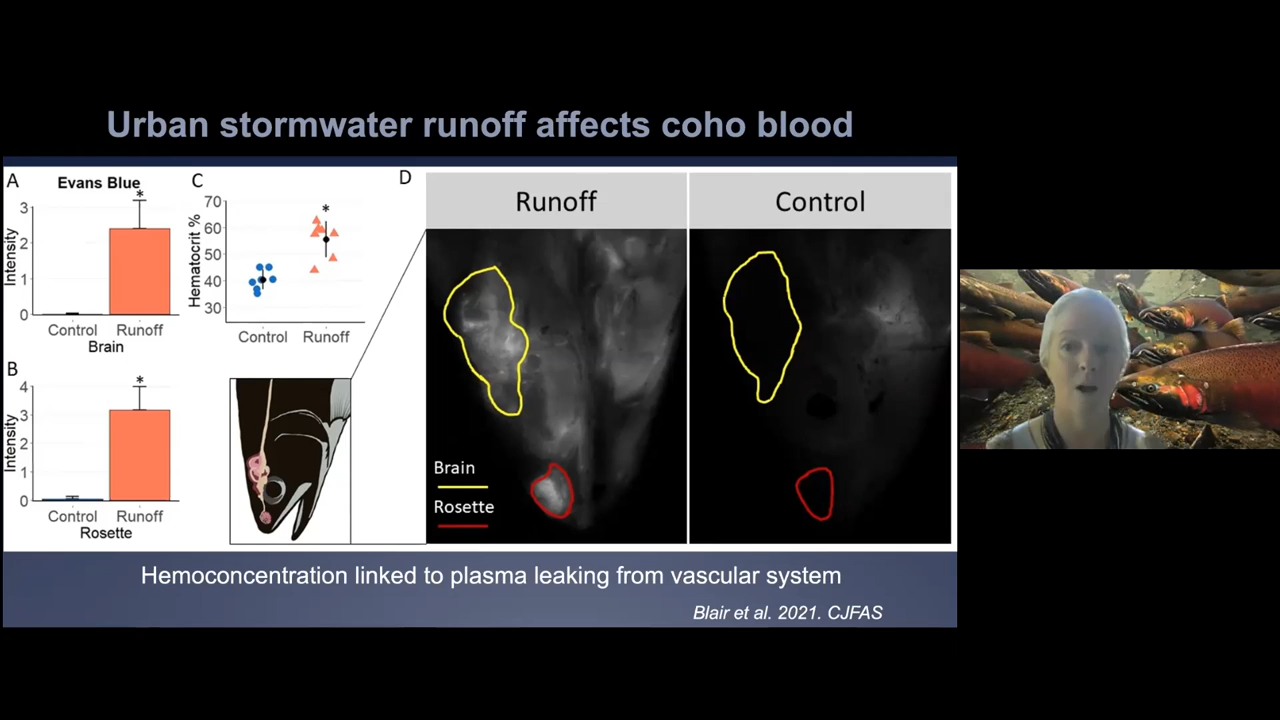 Urban stormwater runoff affects coho blood
A
Evans Blue
*
3
2
1
0
Intensity
Control
Runoff
Brain
B
*
4
3
2
1
0
Intensity
Control
Runoff
Rosette
C
*
70
60
50
40
30
Hematocrit %
Control
Runoff
D
Runoff
Control
Brain
Rosette
Hemoconcentration linked to plasma leaking from vascular system
Blair et al. 2021. CJFAS